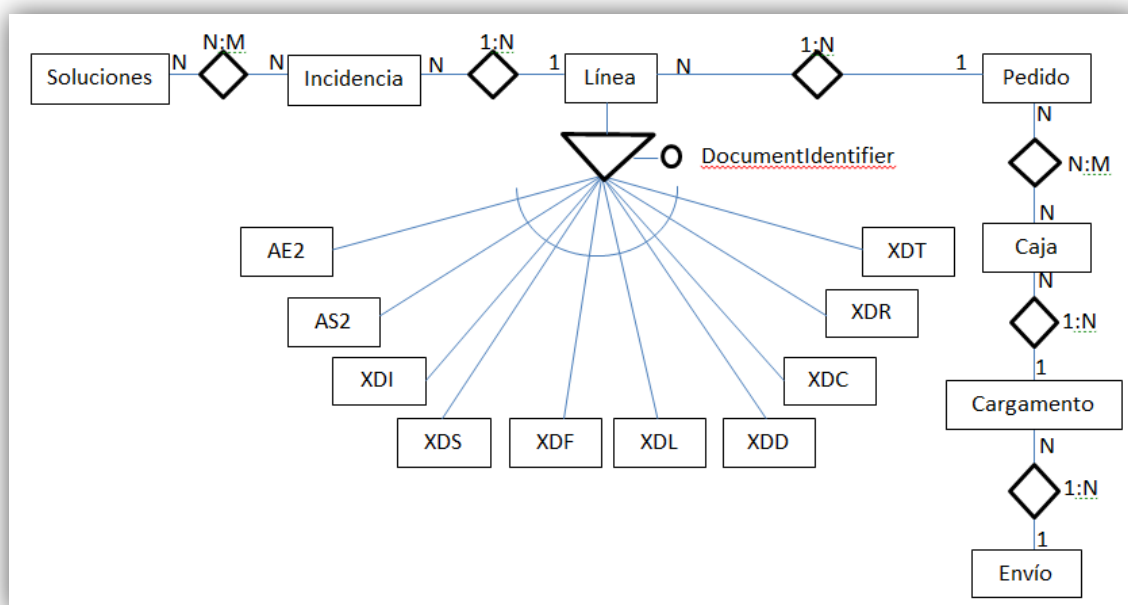 N:M
1:N
1:N
Soluciones
N
N
Incidencia
N
1
Línea
N
1
Pedido
N
DocumentIdentifier
N:M
N
AE2
XDT
Caja
N
AS2
XDR
1:N
XDI
XDC
1
Cargamento
XDS
XDF
XDL
XDD
N
1:N
1
Envío